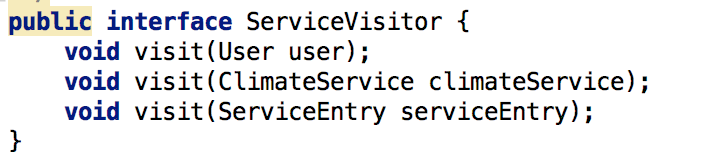 public interface ServiceVisitor {
    void visit(User user);
    void visit(ClimateService climateService);
    void visit(ServiceEntry serviceEntry);
}